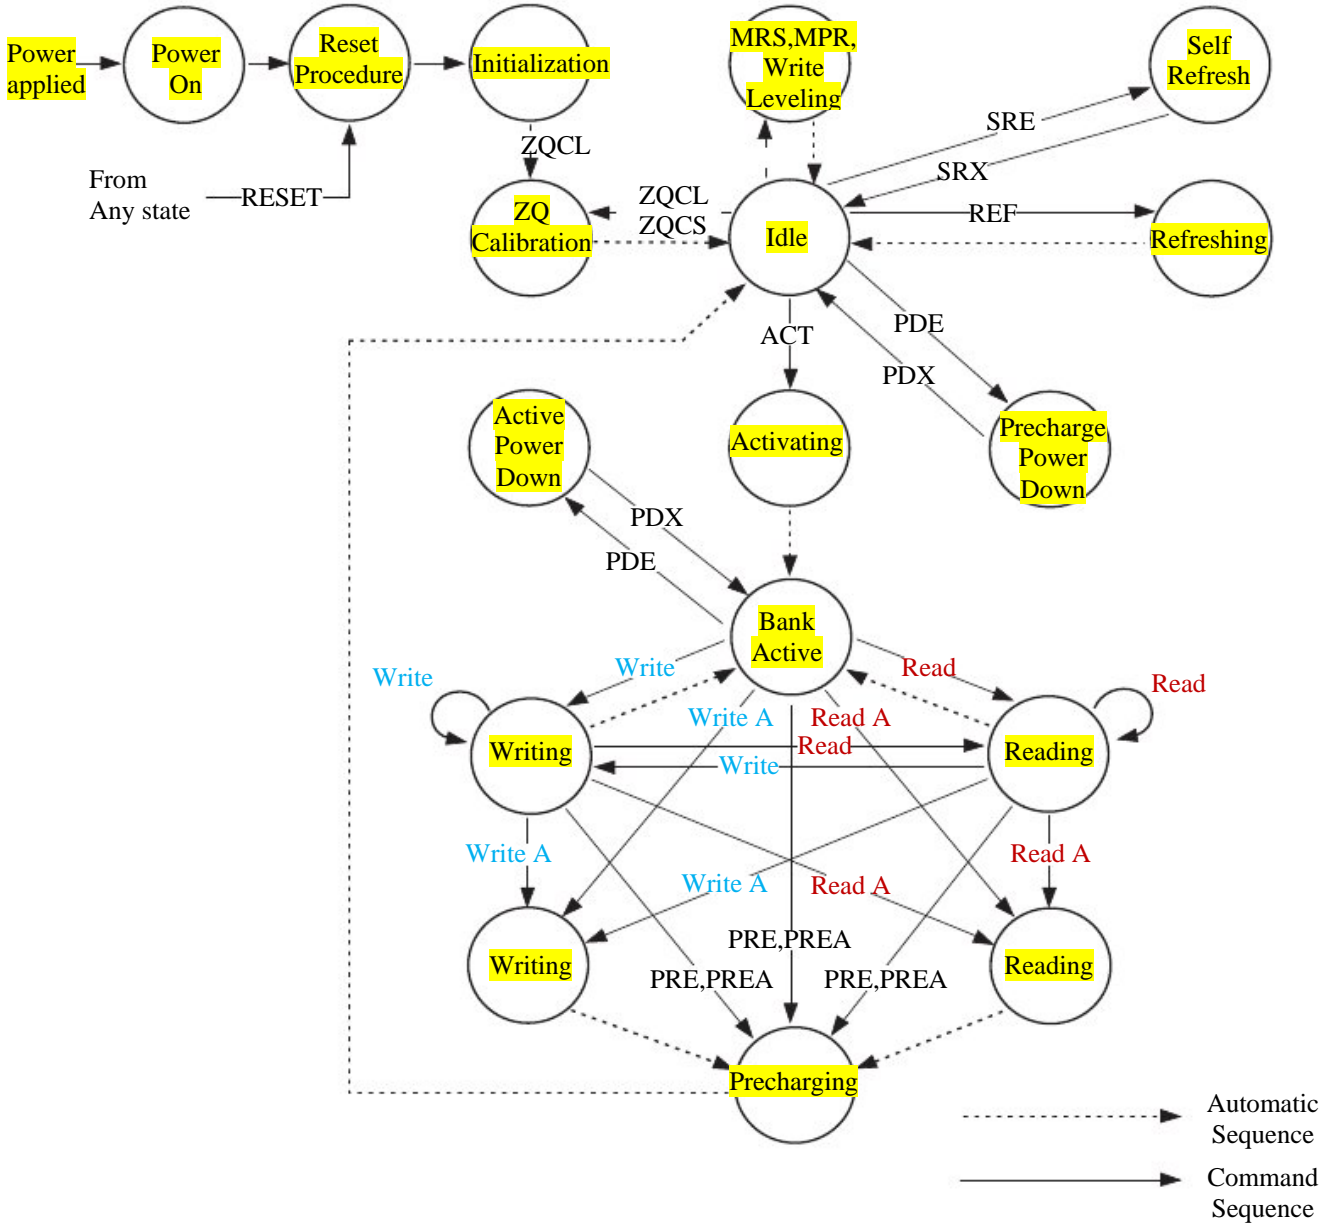 Power
applied
Power
On
Reset
Procedure
Initialization
MRS,MPR,
Write
Leveling
Self
Refresh
ZQCL
SRE
SRX
From
Any state
RESET
ZQ
Calibration
ZQCL
ZQCS
Idle
REF
Refreshing
ACT
PDE
PDX
Active
Power
Down
Activating
Precharge
Power
Down
PDX
PDE
Bank
Active
Write
Write
Read
Read
Write A
Read A
Writing
Read
Write
Reading
Write A
Write A
Read A
Read A
Writing
PRE,PREA
PRE,PREA
PRE,PREA
Reading
Precharging
Automatic
Sequence
Command
Sequence